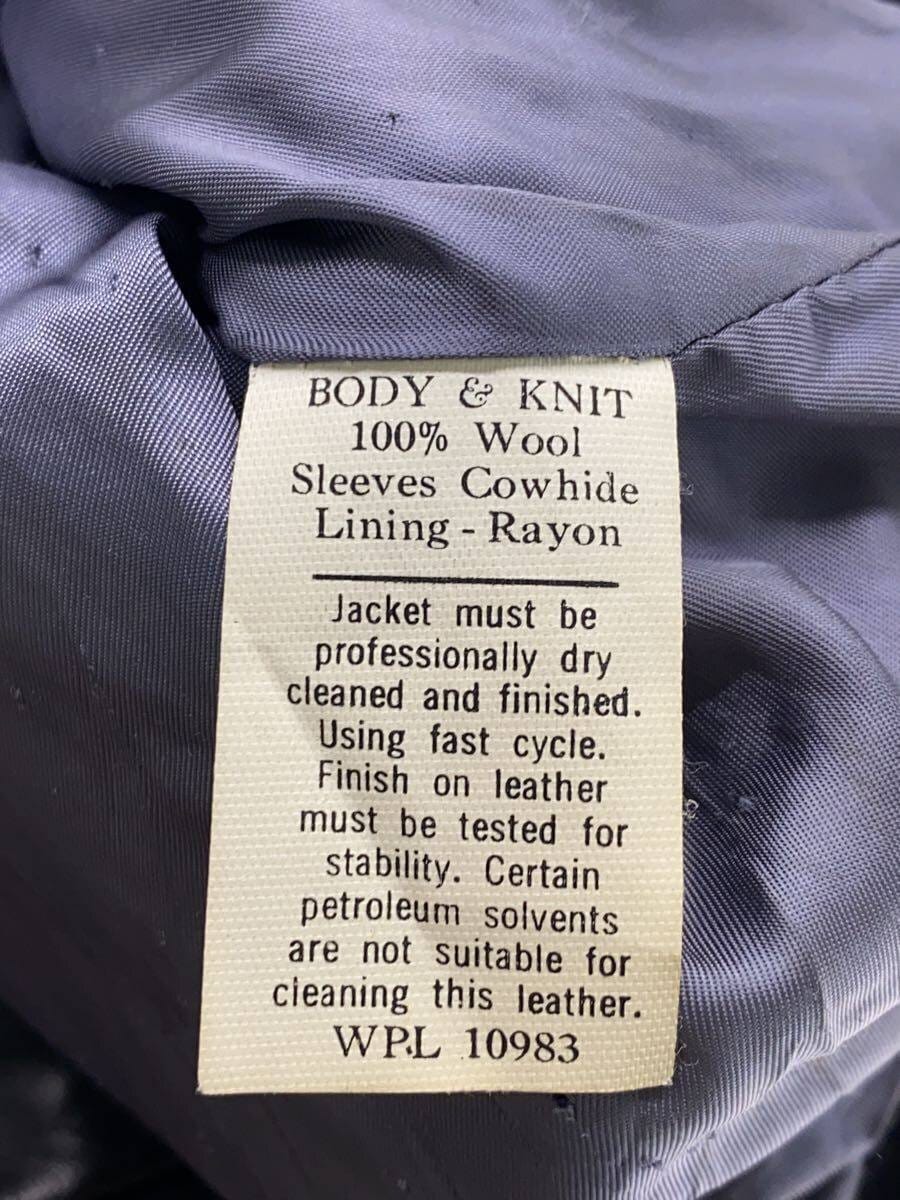 BODY & KNIT
100% Wool
Sleeves Cowhide
Lining - Rayon
Jacket must be
professionally dry
cleaned and finished.
Using fast cycle.
Finish on leather
must be tested for
stability. Certain
petroleum solvents
are not suitable for
cleaning this leather.
WPL 10983